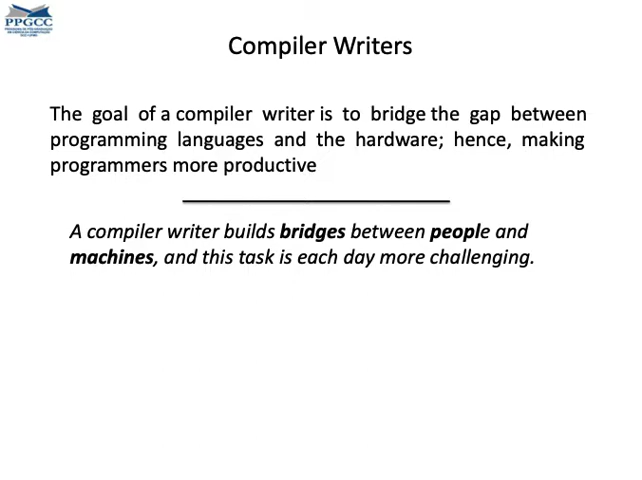 PPGCC
Compiler Writers
The goal of a compiler writer is to bridge the gap between
programming languages and the hardware; hence, making
programmers more productive
A compiler writer builds bridges between people and
machines, and this task is each day more challenging.